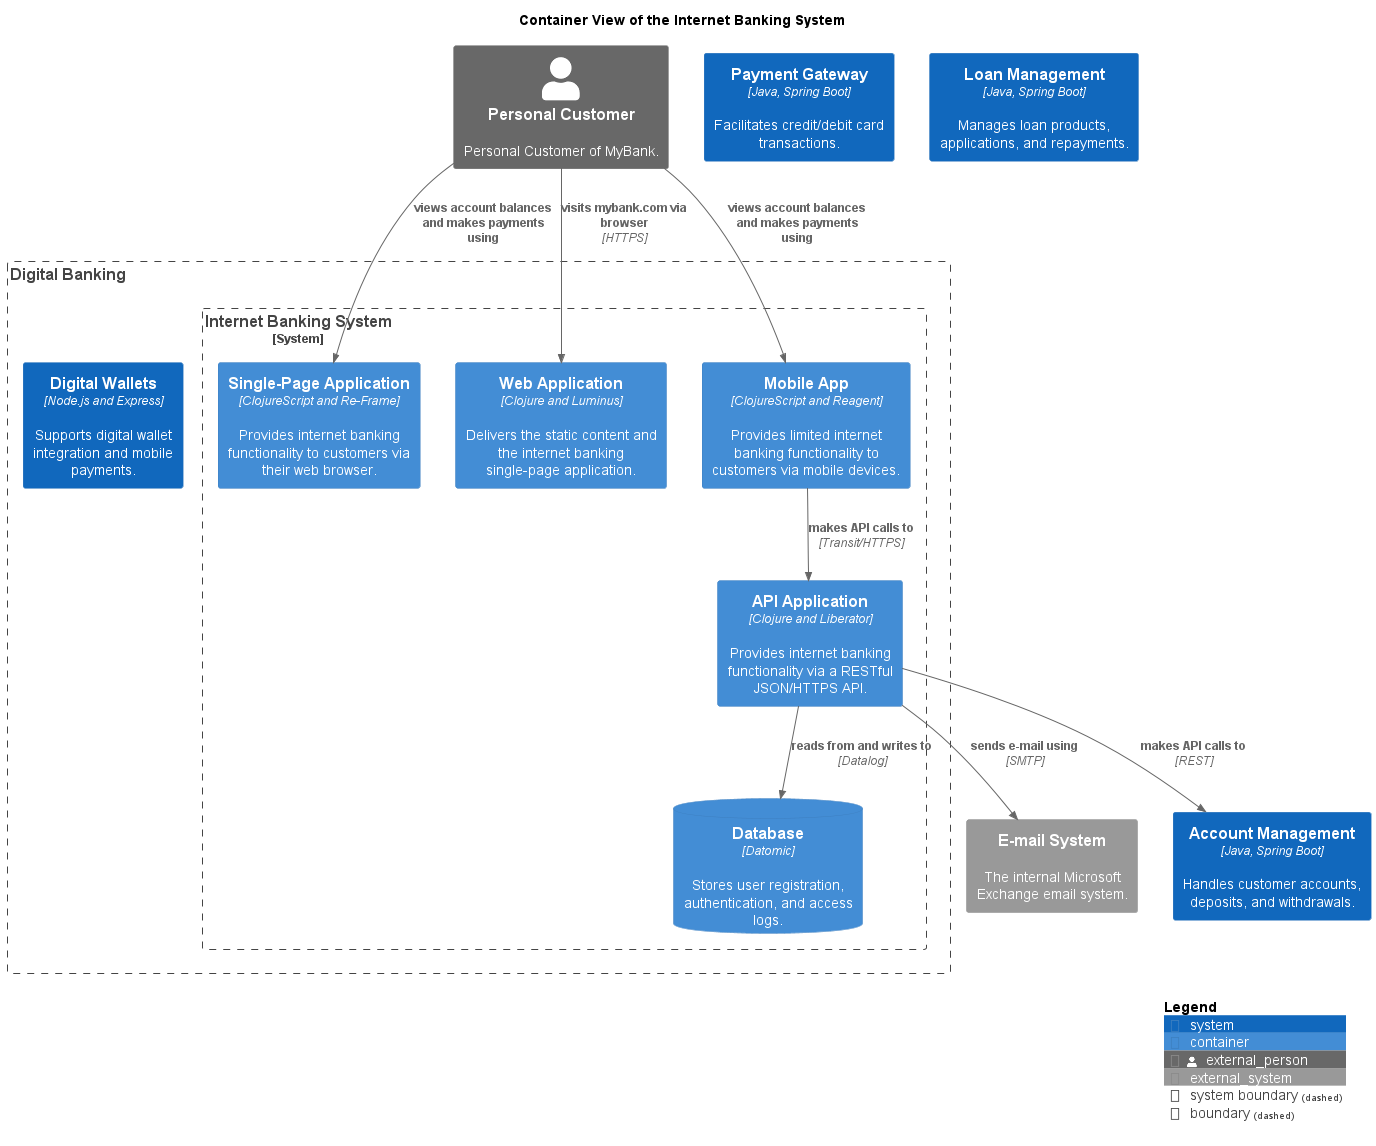 Container View of the Internet Banking System
Personal Customer
Personal Customer of MyBank.
Payment Gateway
[Java, Spring Boot]
Facilitates credit/debit card
transactions.
Loan Management
[Java, Spring Boot]
Manages loan products,
applications, and repayments.
views account balances
and makes payments
using
visits mybank.com via
browser
[HTTPS]
views account balances
and makes payments
using
Digital Banking
Internet Banking System
[System]
Digital Wallets
[Node.js and Express]
Supports digital wallet
integration and mobile
payments.
Single-Page Application
[ClojureScript and Re-Frame]
Provides internet banking
functionality to customers via
their web browser.
Web Application
[Clojure and Luminus]
Delivers the static content and
the internet banking
single-page application.
Mobile App
[ClojureScript and Reagent]
Provides limited internet
banking functionality to
customers via mobile devices.
makes API calls to
[Transit/HTTPS]
API Application
[Clojure and Liberator]
Provides internet banking
functionality via a RESTful
JSON/HTTPS API.
reads from and writes to
[Datalog]
sends e-mail using
[SMTP]
makes API calls to
[REST]
Database
[Datomic]
Stores user registration,
authentication, and access
logs.
E-mail System
The internal Microsoft
Exchange email system.
Account Management
[Java, Spring Boot]
Handles customer accounts,
deposits, and withdrawals.
Legend
system
container
external_person
external_system
system boundary (dashed)
boundary (dashed)